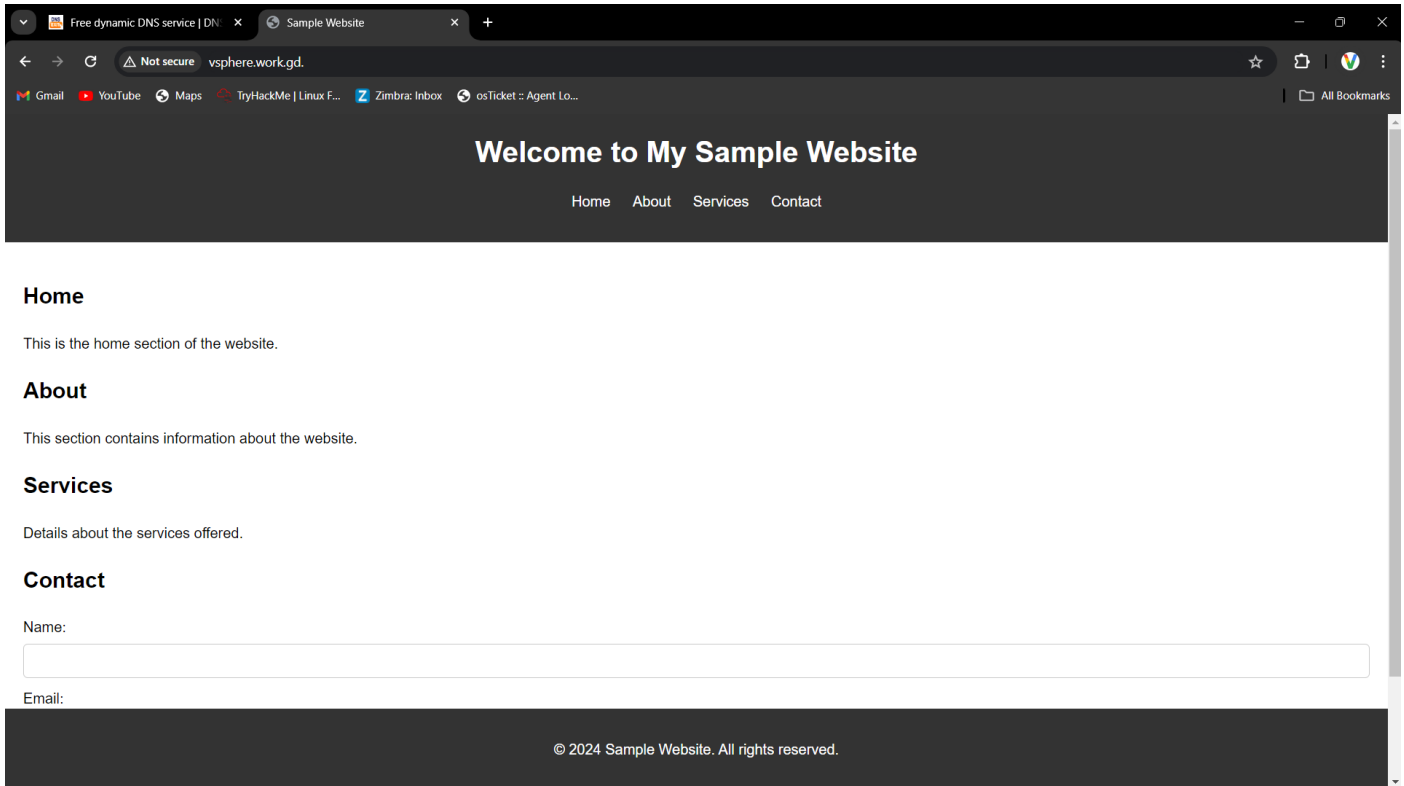 Free dynamic DNS service | DNS
Sample Website
Not secure vsphere.work.gd.
Gmail YouTube Maps TryHackMe | Linux F... Zimbra: Inbox osTicket :: Agent Lo... All Bookmarks
Welcome to My Sample Website
Home About Services Contact
Home
This is the home section of the website.
About
This section contains information about the website.
Services
Details about the services offered.
Contact
Name:
Email:
© 2024 Sample Website. All rights reserved.